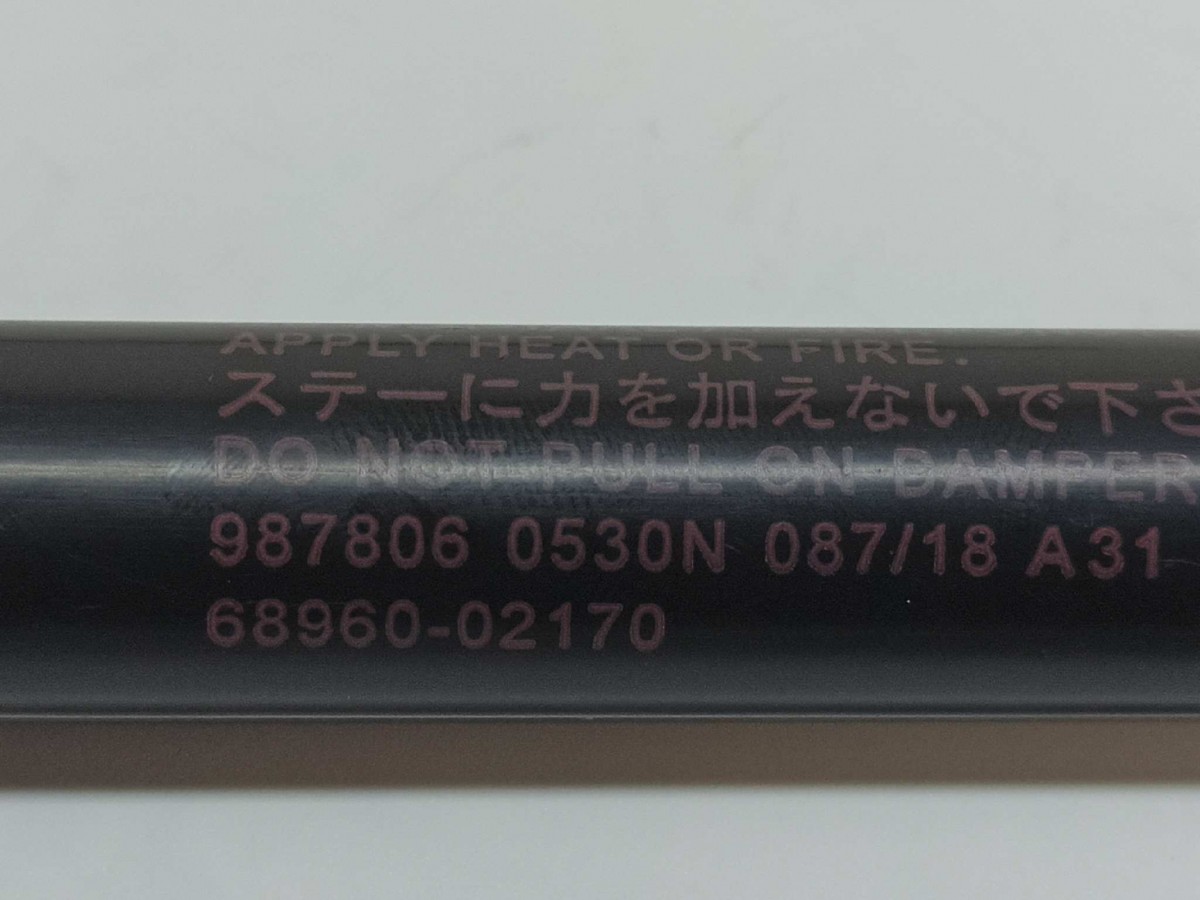 APPLY HEAT OR FIRE.
ステーに力を加えないで下さ
DO NOT PULL ON DAMPER
987806 0530N 087/18 A31
68960-02170